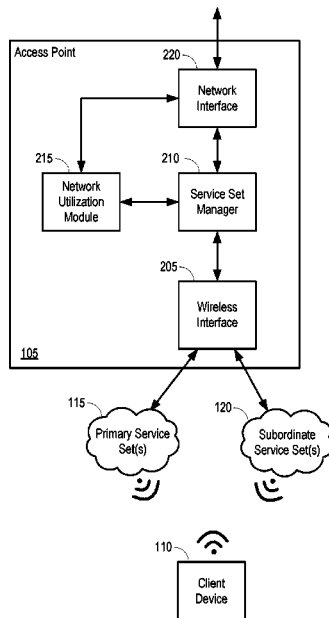 Access Point
220
Network
Interface
215
Network
Utilization
Module
210
Service Set
Manager
205
Wireless
Interface
105
115
Primary Service
Set(s)
120
Subordinate
Service Set(s)
110
Client
Device